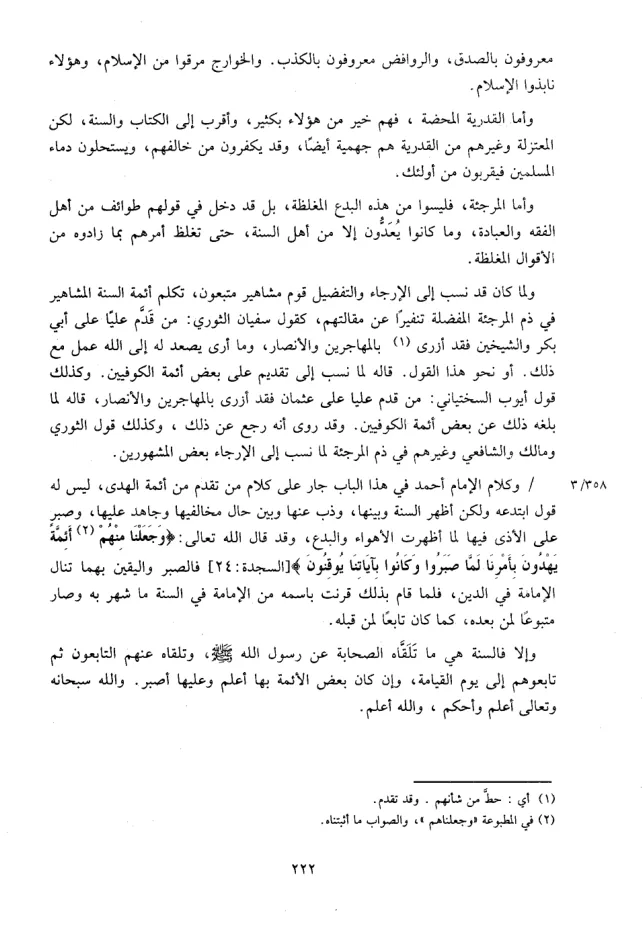 معروفون بالصدق، والروافض معروفون بالكذب. والخوارج مرقوا من الإسلام، وهؤلاء
نابذوا الإسلام.
وأما القدرية المحضة ، فهم خير من هؤلاء بكثير، وأقرب إلى الكتاب والسنة، لكن
المعتزلة وغيرهم من القدرية هم جهمية أيضًا، وقد يكفرون من خالفهم، ويستحلون دماء
المسلمين فيقربون من أولئك.
وأما المرجئة، فليسوا من هذه البدع المغلظة، بل قد دخل في قولهم طوائف من أهل
الفقه والعبادة، وما كانوا يُعَدُّون إلا من أهل السنة، حتى تغلظ أمرهم بما زادوه من
الأقوال المغلظة.
ولما كان قد نسب إلى الإرجاء والتفضيل قوم مشاهير متبعون، تكلم أئمة السنة المشاهير
في ذم المرجئة المفضلة تنفيرًا عن مقالتهم، كقول سفيان الثوري: من قَدَّم عليًا على أبي
بكر والشيخين فقد أزرى (١) بالمهاجرين والأنصار، وما أرى يصعد له إلى الله عمل مع
ذلك. أو نحو هذا القول. قاله لما نسب إلى تقديم على بعض أئمة الكوفيين. وكذلك
قول أيوب السختياني: من قدم عليا على عثمان فقد أزرى بالمهاجرين والأنصار، قاله لما
بلغه ذلك عن بعض أئمة الكوفيين. وقد روى أنه رجع عن ذلك ، وكذلك قول الثوري
ومالك والشافعي وغيرهم في ذم المرجئة لما نسب إلى الإرجاء بعض المشهورين.
٣/٣٥٨ / وكلام الإمام أحمد في هذا الباب جار على كلام من تقدم من أئمة الهدى، ليس له
قول ابتدعه ولكن أظهر السنة وبينها، وذب عنها وبين حال مخالفيها وجاهد عليها، وصبر
على الأذى فيها لما أظهرت الأهواء والبدع، وقد قال الله تعالى: ﴿وَجَعَلْنَا مِنْهُمْ (٢) أَئِمَّةً
يَهْدُونَ بِأَمْرِنَا لَمَّا صَبَرُوا وَكَانُوا بِآيَاتِنَا يُوقِنُونَ ﴾[السجدة:٢٤] فالصبر واليقين بهما تنال
الإمامة في الدين، فلما قام بذلك قرنت باسمه من الإمامة في السنة ما شهر به وصار
متبوعًا لمن بعده، كما كان تابعًا لمن قبله.
وإلا فالسنة هي ما تَلَقَّاه الصحابة عن رسول الله ﷺ، وتلقاه عنهم التابعون ثم
تابعوهم إلى يوم القيامة، وإن كان بعض الأئمة بها أعلم وعليها أصبر. والله سبحانه
وتعالى أعلم وأحكم ، والله أعلم.
(١) أي : حطَّ من شأنهم . وقد تقدم.
(٢) في المطبوعة «وجعلناهم »، والصواب ما أثبتناه.
٢٢٢